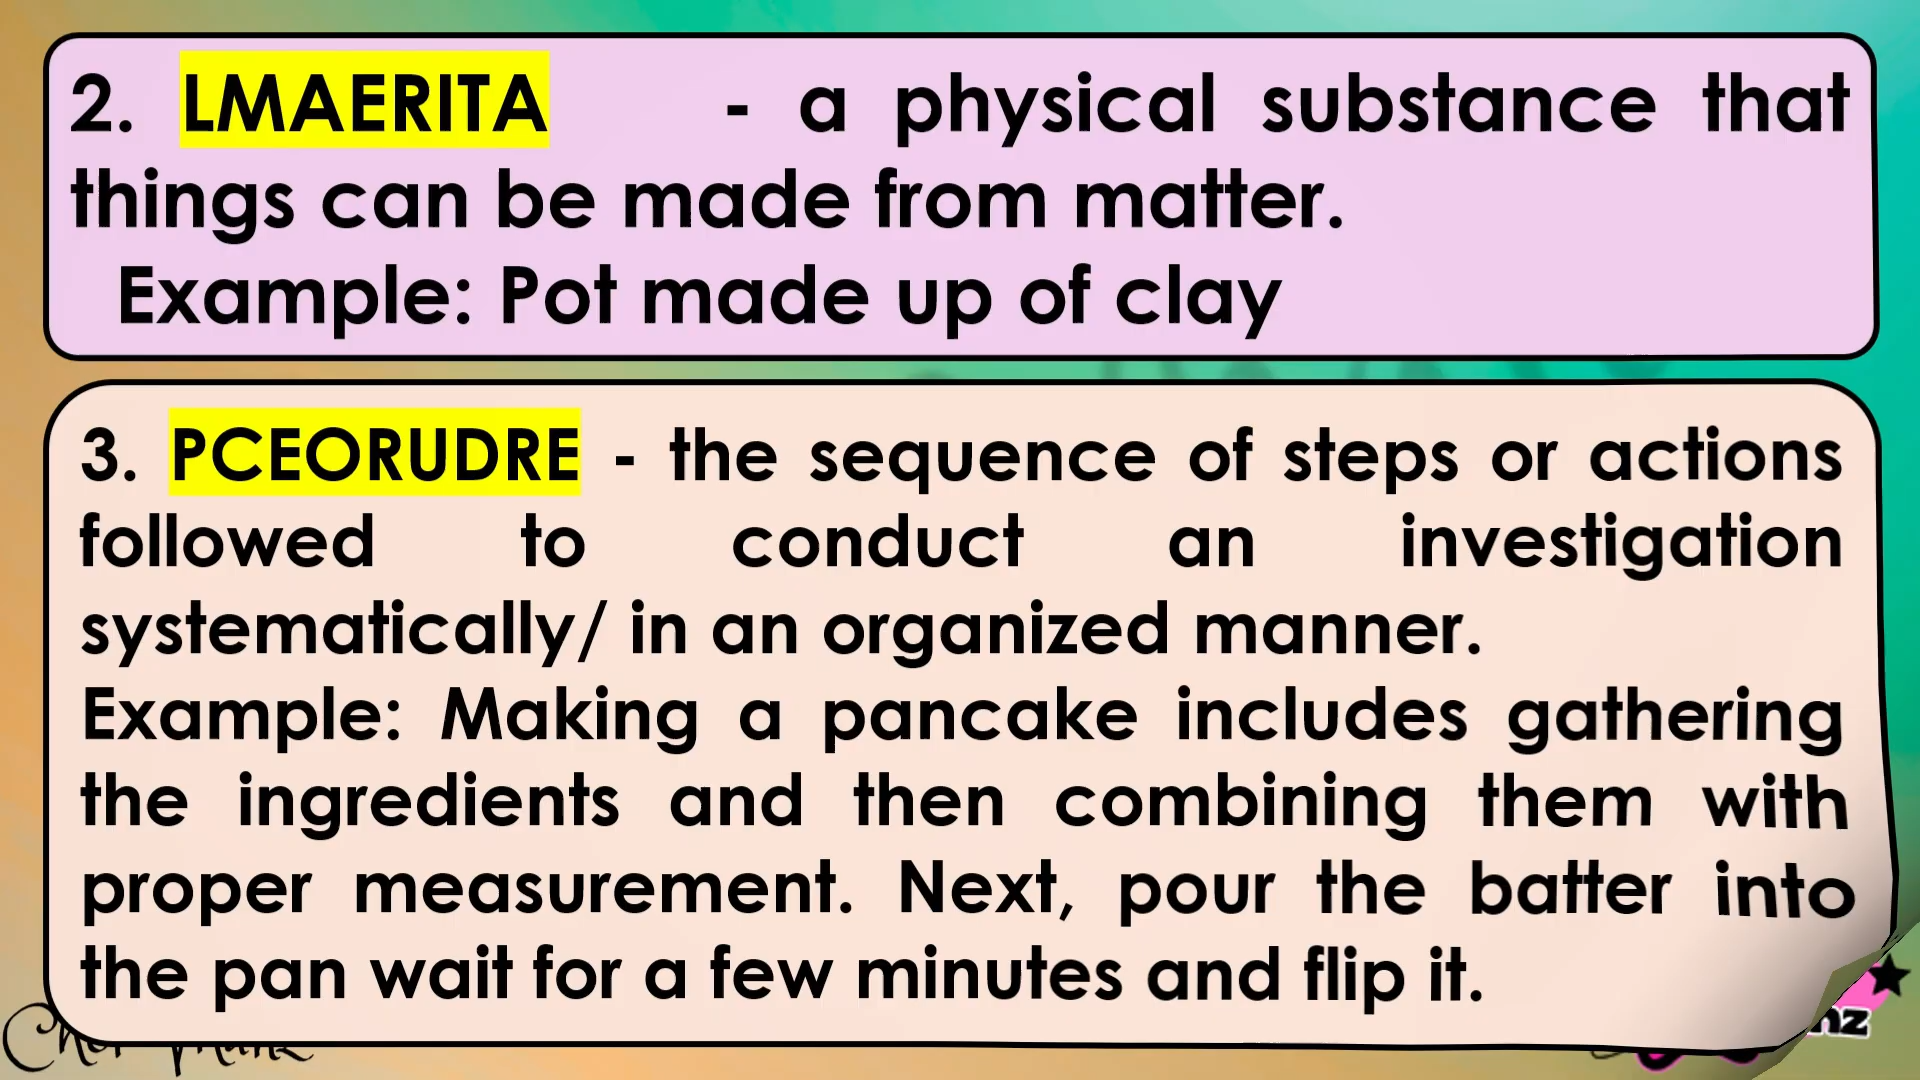 2. LMAERITA - a physical substance that
things can be made from matter.
Example: Pot made up of clay
3. PCEORUDRE - the sequence of steps or actions
followed to conduct an investigation
systematically/ in an organized manner.
Example: Making a pancake includes gathering
the ingredients and then combining them with
proper measurement. Next, pour the batter into
the pan wait for a few minutes and flip it.